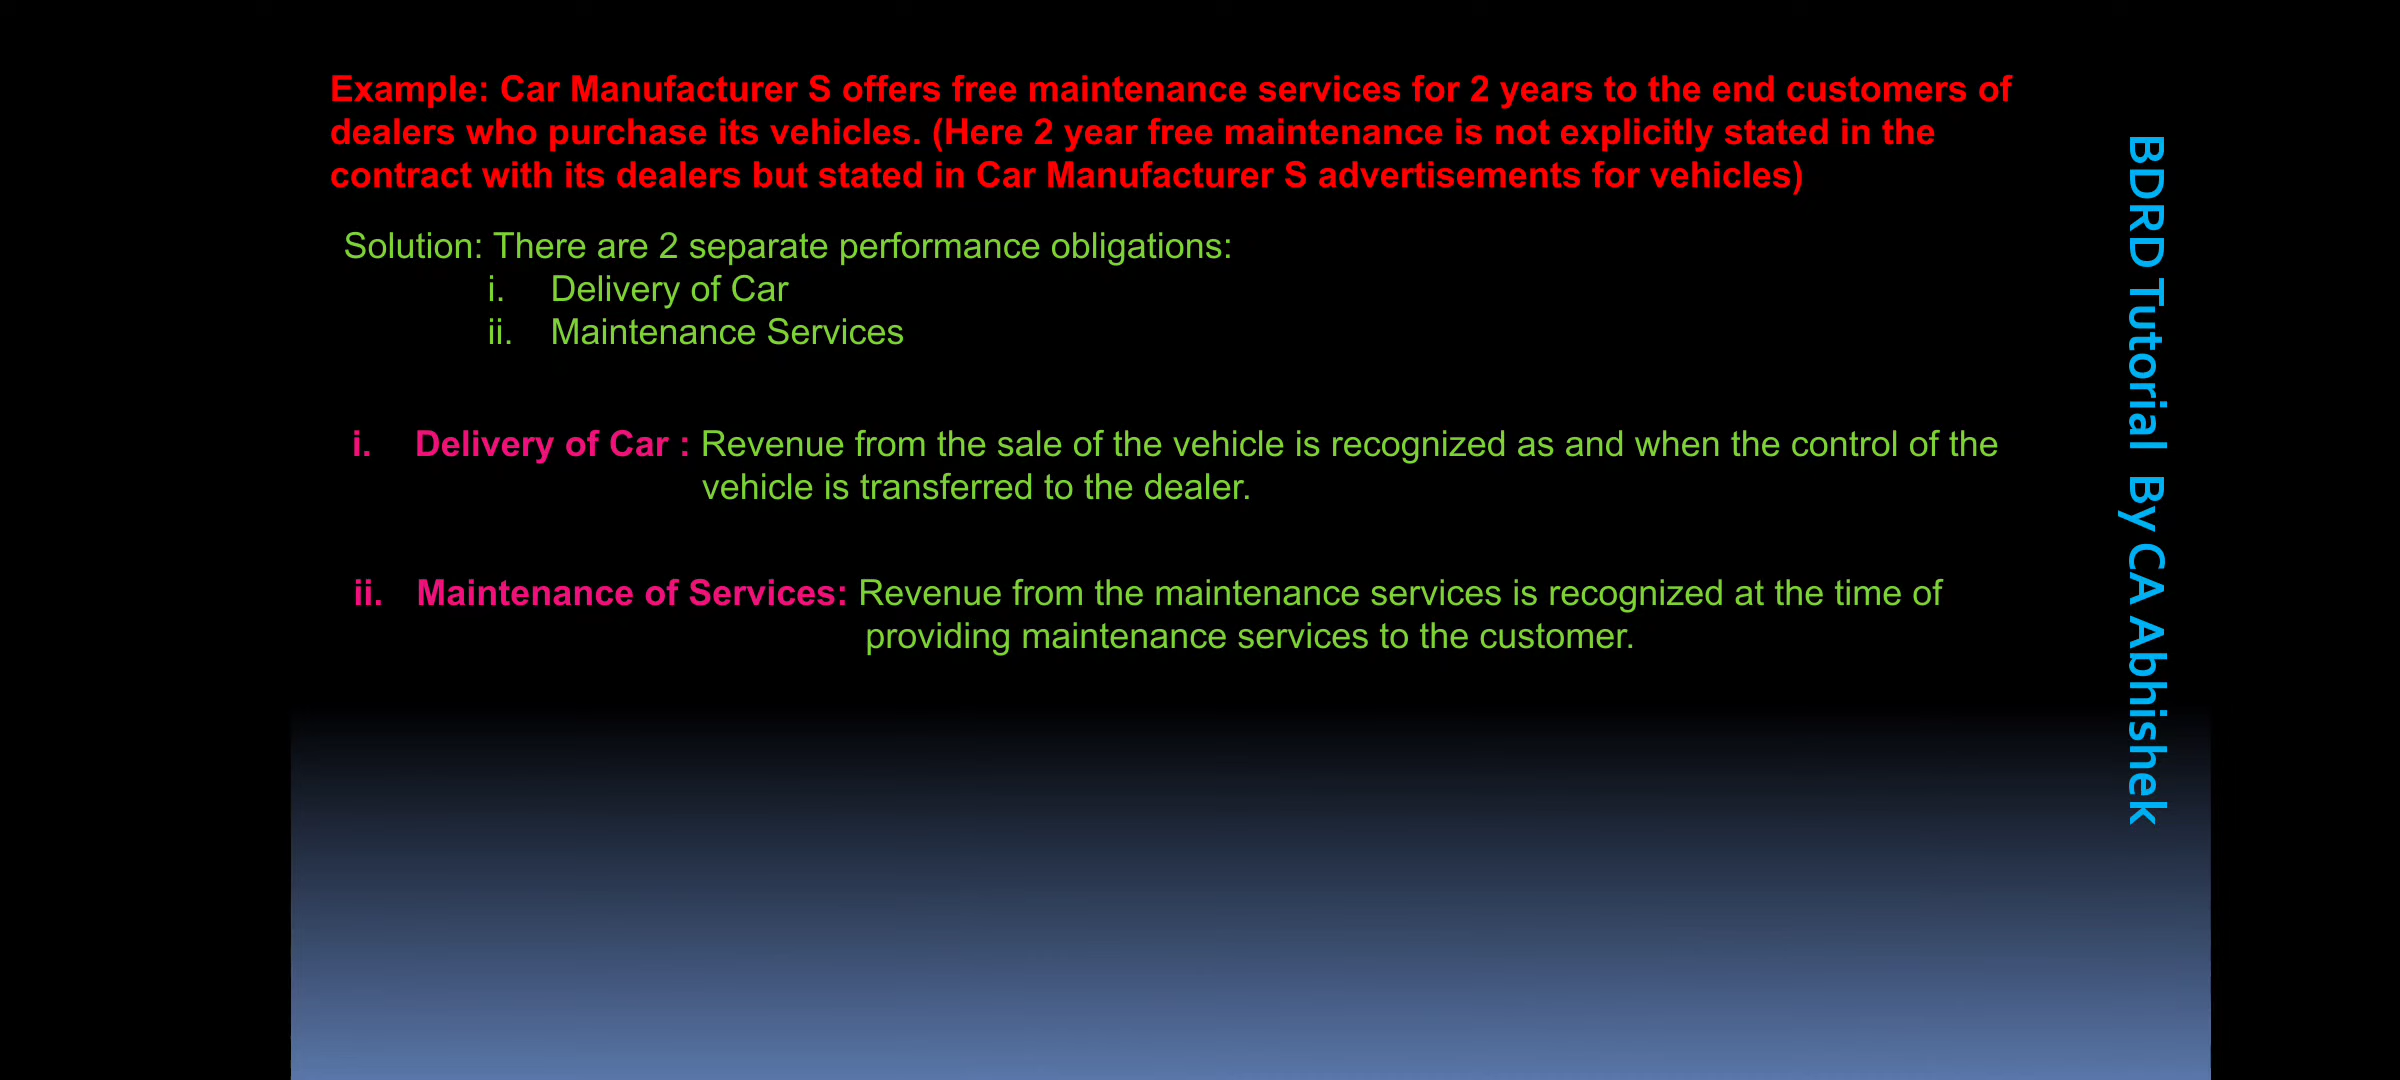 Example: Car Manufacturer S offers free maintenance services for 2 years to the end customers of
dealers who purchase its vehicles. (Here 2 year free maintenance is not explicitly stated in the
contract with its dealers but stated in Car Manufacturer S advertisements for vehicles)
Solution: There are 2 separate performance obligations:
i. Delivery of Car
ii. Maintenance Services
i. Delivery of Car : Revenue from the sale of the vehicle is recognized as and when the control of the
vehicle is transferred to the dealer.
ii. Maintenance of Services: Revenue from the maintenance services is recognized at the time of
providing maintenance services to the customer.
BDRD Tutorial By CA Abhishek